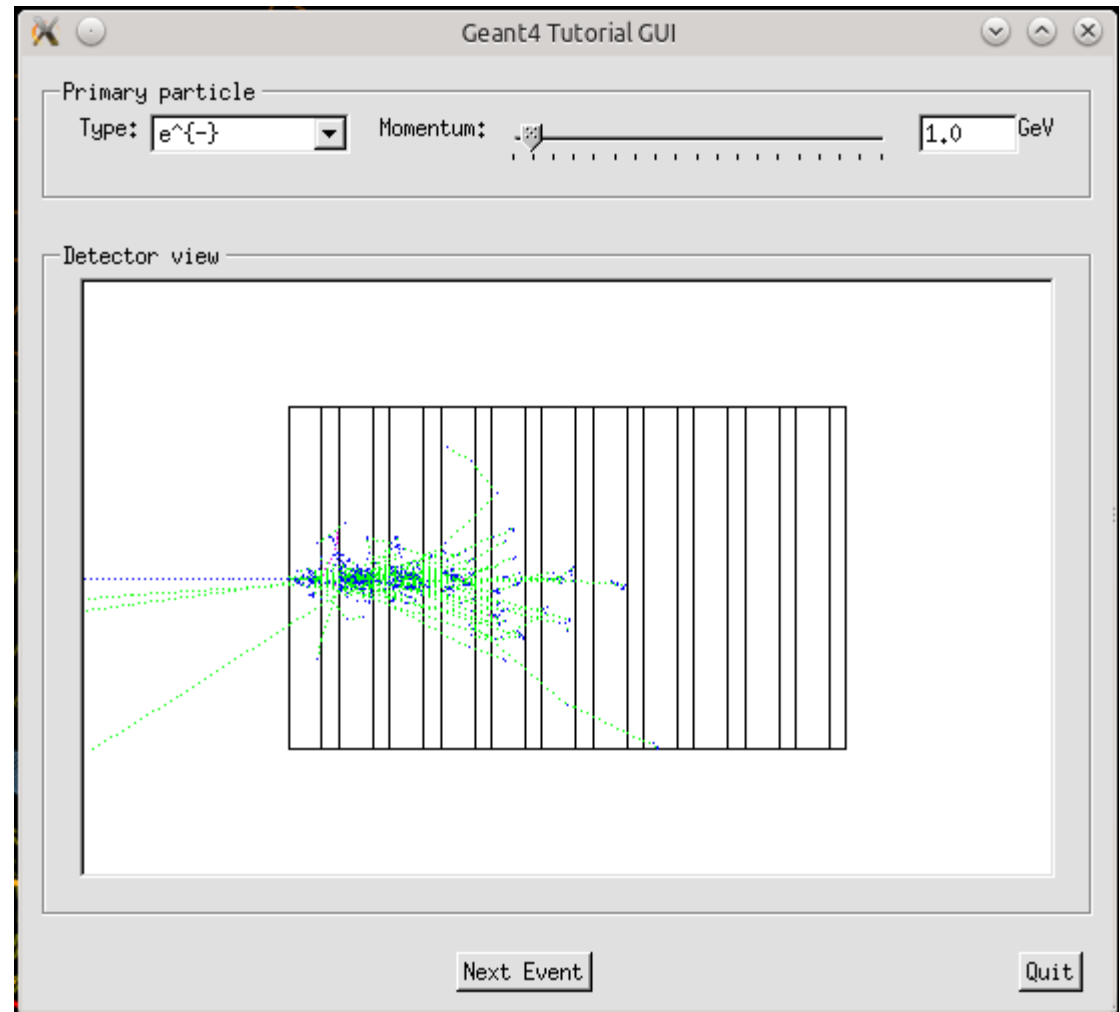 Geant4 Tutorial GUI
Primary particle
Type: e^{-} Momentum: 1.0 GeV
Detector view
Next Event Quit